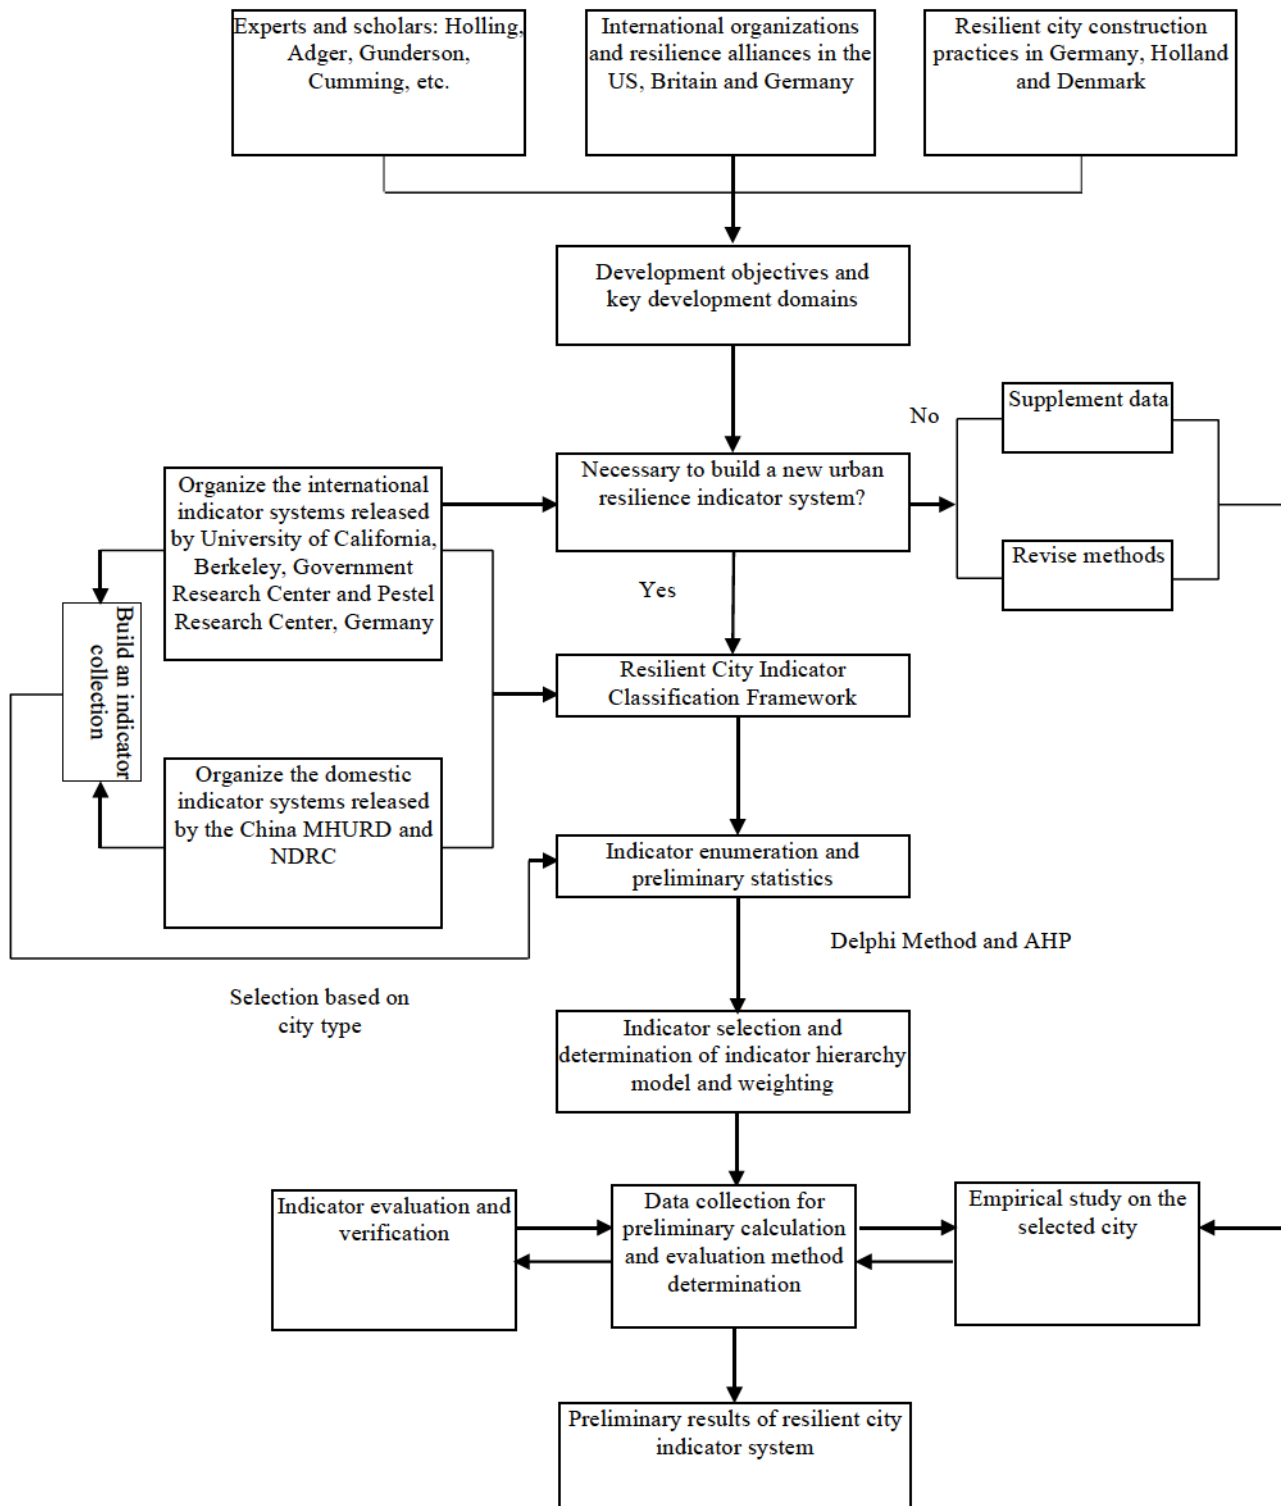 Experts and scholars: Holling,
Adger, Gunderson,
Cumming, etc.
International organizations
and resilience alliances in the
US, Britain and Germany
Resilient city construction
practices in Germany, Holland
and Denmark
Development objectives and
key development domains
No
Supplement data
Necessary to build a new urban
resilience indicator system?
Organize the international
indicator systems released
by University of California,
Berkeley, Government
Research Center and Pestel
Research Center, Germany
Revise methods
Yes
Build an indicator
collection
Resilient City Indicator
Classification Framework
Organize the domestic
indicator systems released
by the China MHURD and
NDRC
Indicator enumeration and
preliminary statistics
Delphi Method and AHP
Selection based on
city type
Indicator selection and
determination of indicator hierarchy
model and weighting
Indicator evaluation and
verification
Data collection for
preliminary calculation
and evaluation method
determination
Empirical study on the
selected city
Preliminary results of resilient city
indicator system